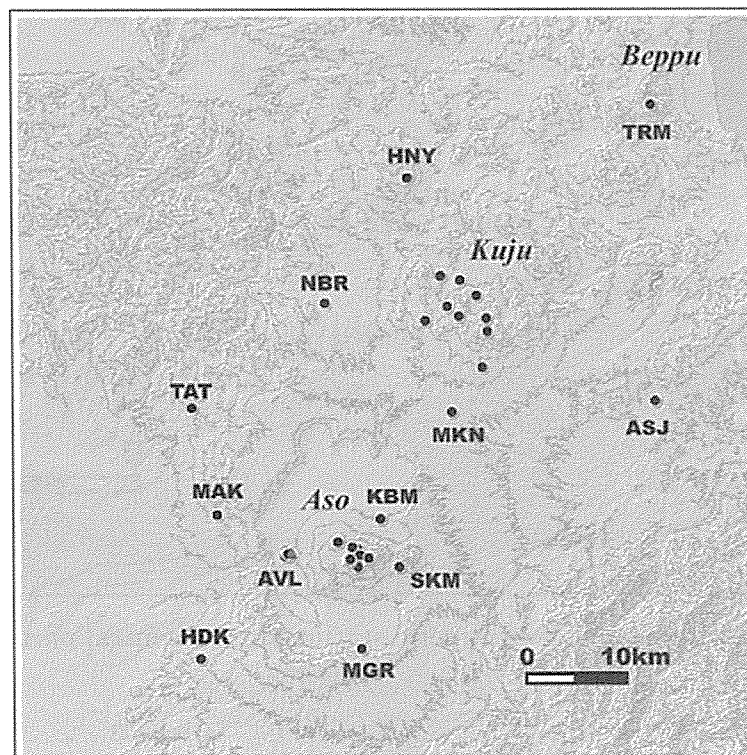 Beppu
TRM
HNY
Kuju
NBR
TAT
MKN
ASJ
MAK
Aso
KBM
AVL
SKM
HDK
MGR
0 10km